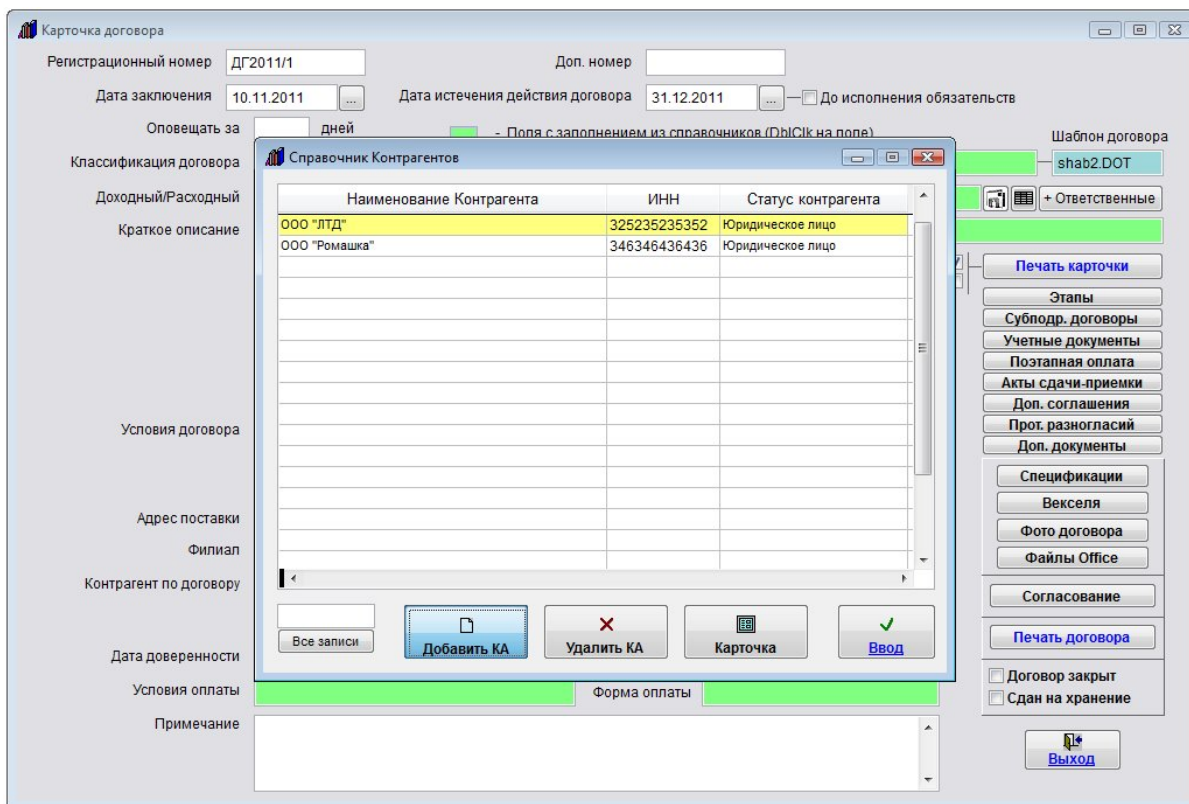 Карточка договора
Регистрационный номер ДГ2011/1 Доп. номер
Дата заключения 10.11.2011 ... Дата истечения действия договора 31.12.2011 ... До исполнения обязательств
Оповещать за дней - Поля с заполнением из справочников (DblClk на поле)
Шаблон договора
Классификация договора shab2.DOT
Доходный/Расходный + Ответственные
Краткое описание
Справочник Контрагентов
Наименование Контрагента ИНН Статус контрагента
ООО "ЛТД" 325235235352 Юридическое лицо
ООО "Ромашка" 346346436436 Юридическое лицо
Все записи
Добавить КА
Удалить КА
Карточка
Ввод
Печать карточки
Этапы
Субподр. договоры
Учетные документы
Поэтапная оплата
Акты сдачи-приемки
Доп. соглашения
Прот. разногласий
Доп. документы
Спецификации
Векселя
Фото договора
Файлы Office
Согласование
Печать договора
Договор закрыт
Сдан на хранение
Выход
Условия договора
Адрес поставки
Филиал
Контрагент по договору
Дата доверенности
Условия оплаты Форма оплаты
Примечание